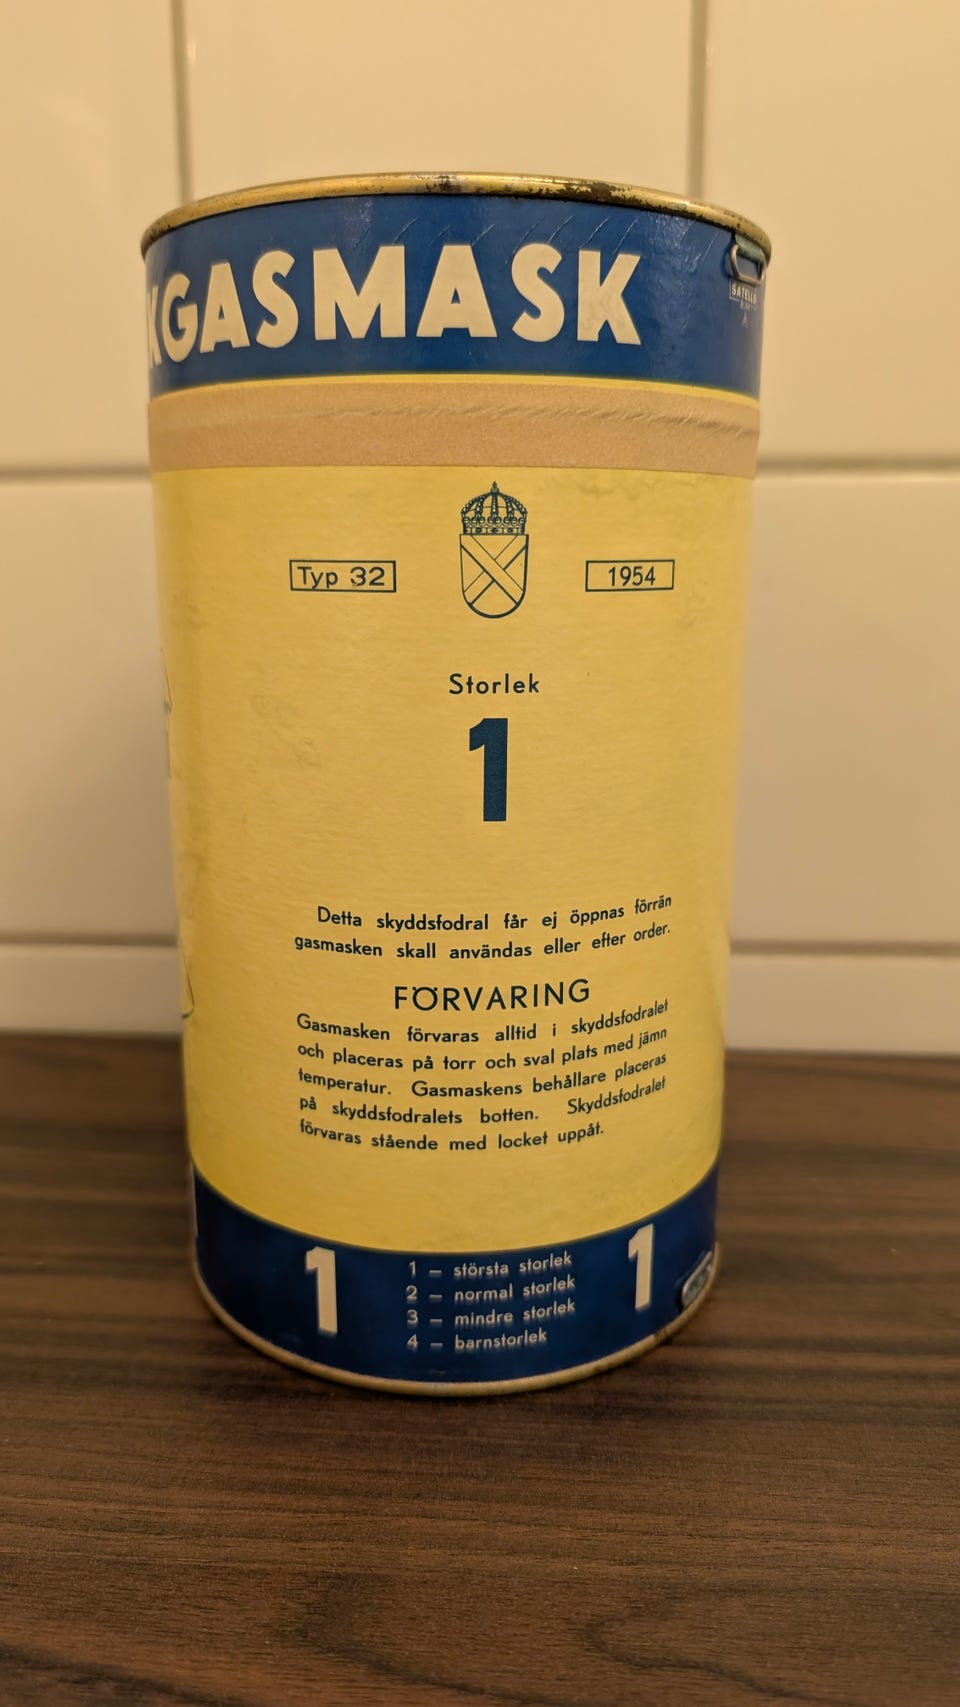 KGASMASK
SATELLO
Typ 32
1954
Storlek
1
Detta skyddsfodral får ej öppnas förrän
gasmasken skall användas eller efter order.
FÖRVARING
Gasmasken förvaras alltid i skyddsfodralet
och placeras på torr och sval plats med jämn
temperatur. Gasmaskens behållare placeras
på skyddsfodralets botten. Skyddsfodralet
förvaras stående med locket uppåt.
1
1
1 – största storlek
2 – normal storlek
3 – mindre storlek
4 – barnstorlek